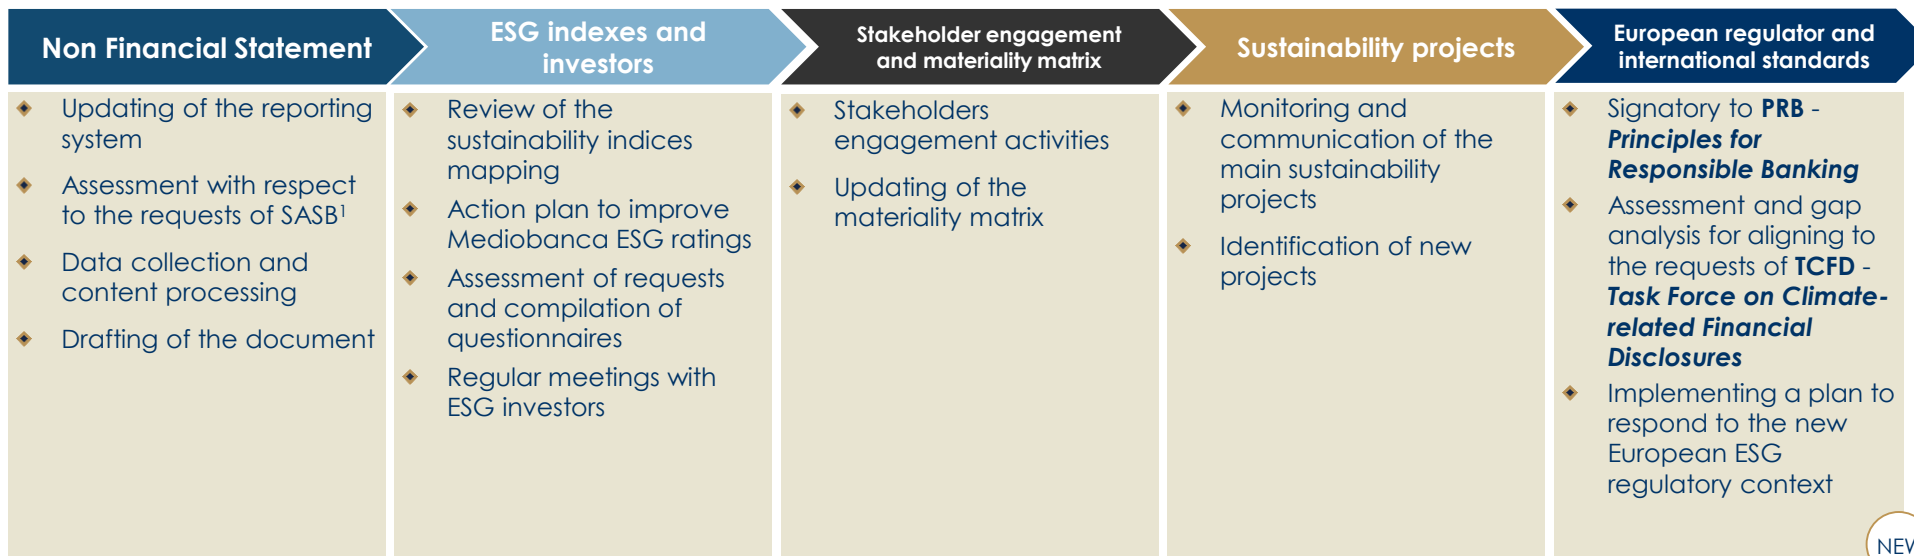 Non Financial Statement
Updating of the reporting
system
Assessment with respect
to the requests of SASB¹
Data collection and
content processing
Drafting of the document
ESG indexes and
investors
Review of the
sustainability indices
mapping
Action plan to improve
Mediobanca ESG ratings
Assessment of requests
and compilation of
questionnaires
Regular meetings with
ESG investors
Stakeholder engagement
and materiality matrix
Stakeholders
engagement activities
Updating of the
materiality matrix
Sustainability projects
Monitoring and
communication of the
main sustainability
projects
Identification of new
projects
European regulator and
international standards
Signatory to PRB -
Principles for
Responsible Banking
Assessment and gap
analysis for aligning to
the requests of TCFD -
Task Force on Climate-
related Financial
Disclosures
Implementing a plan to
respond to the new
European ESG
regulatory context
NEW